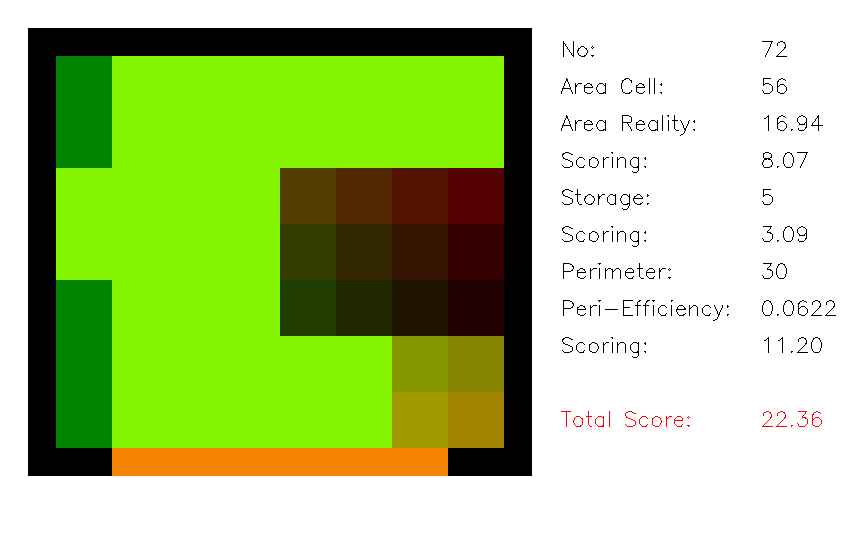 No: 72
Area Cell: 56
Area Reality: 16.94
Scoring: 8.07
Storage: 5
Scoring: 3.09
Perimeter: 30
Peri-Efficiency: 0.0622
Scoring: 11.20
Total Score: 22.36